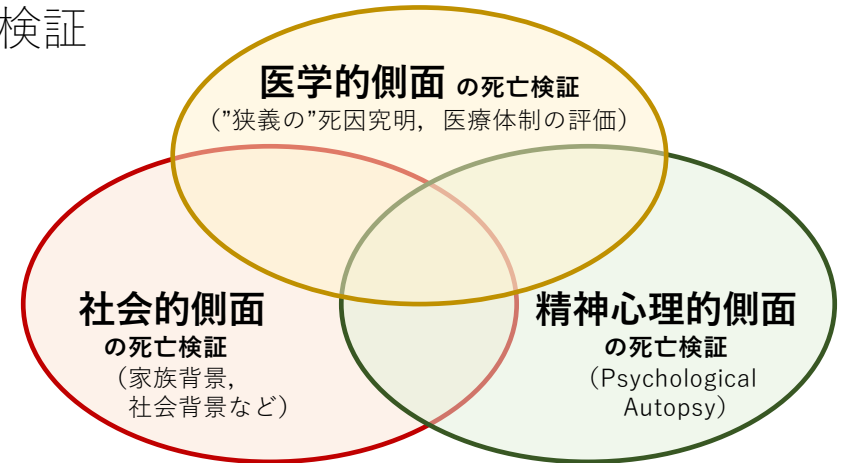 検証
医学的側面 の死亡検証
(”狭義の”死因究明，医療体制の評価)
社会的側面
の死亡検証
(家族背景，
社会背景など)
精神心理的側面
の死亡検証
(Psychological
Autopsy)